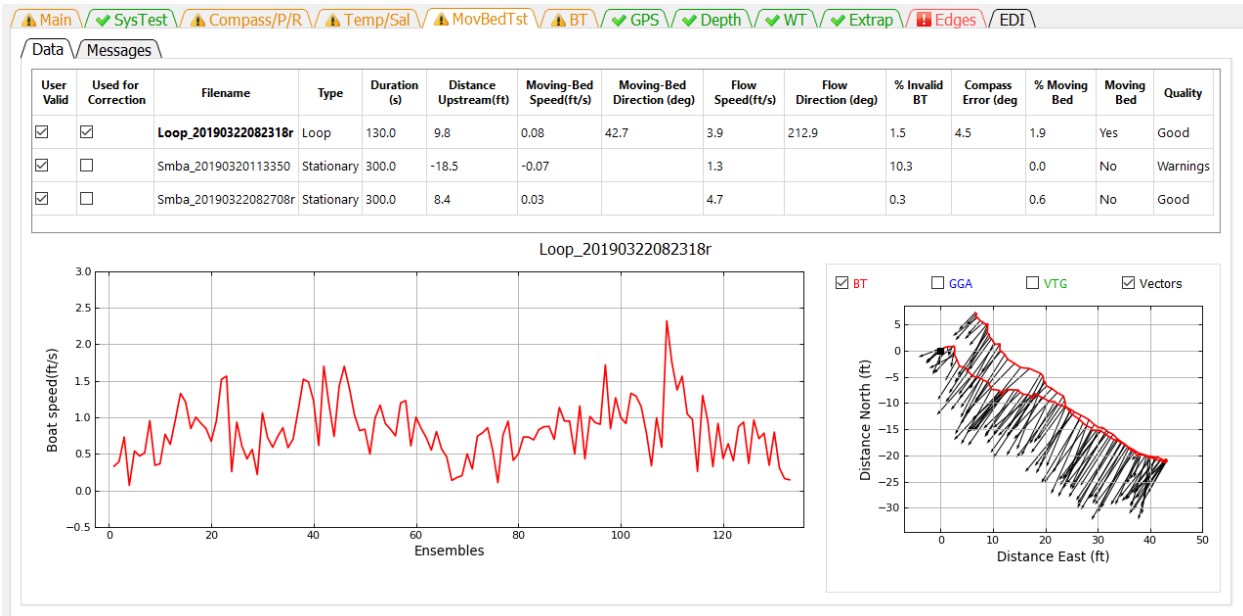 Main SysTest Compass/P/R Temp/Sal MovBedTst BT GPS Depth WT Extrap Edges EDI
Data Messages
User Valid Used for Correction Filename Type Duration (s) Distance Upstream(ft) Moving-Bed Speed(ft/s) Moving-Bed Direction (deg) Flow Speed(ft/s) Flow Direction (deg) % Invalid BT Compass Error (deg % Moving Bed Moving Bed Quality
Loop_20190322082318r Loop 130.0 9.8 0.08 42.7 3.9 212.9 1.5 4.5 1.9 Yes Good
Smba_20190320113350 Stationary 300.0 -18.5 -0.07 1.3 10.3 0.0 No Warnings
Smba_20190322082708r Stationary 300.0 8.4 0.03 4.7 0.3 0.6 No Good
Loop_20190322082318r
3.0
2.5
2.0
1.5
1.0
0.5
0.0
−0.5
Boat speed(ft/s)
0 20 40 60 80 100 120
Ensembles
BT GGA VTG Vectors
5
0
−5
−10
−15
−20
−25
−30
Distance North (ft)
0 10 20 30 40 50
Distance East (ft)